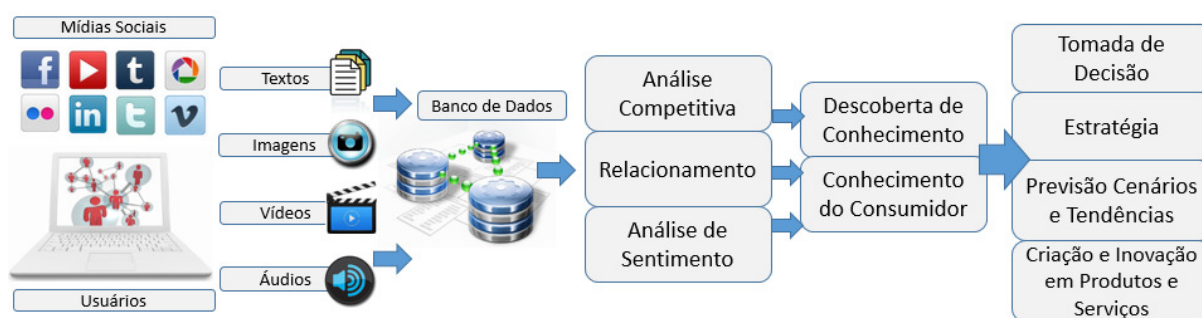 Mídias Sociais
f
t
in
t
v
Usuários
Textos
Imagens
Vídeos
Áudios
Banco de Dados
Análise
Competitiva
Relacionamento
Análise de
Sentimento
Descoberta de
Conhecimento
Conhecimento
do Consumidor
Tomada de
Decisão
Estratégia
Previsão Cenários
e Tendências
Criação e Inovação
em Produtos e
Serviços